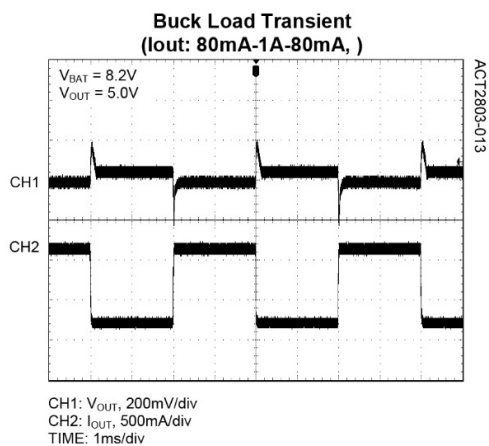 Buck Load Transient
(Iout: 80mA-1A-80mA, )
VBAT = 8.2V
VOUT = 5.0V
ACT2803-013
CH1
CH2
CH1: VOUT, 200mV/div
CH2: IOUT, 500mA/div
TIME: 1ms/div